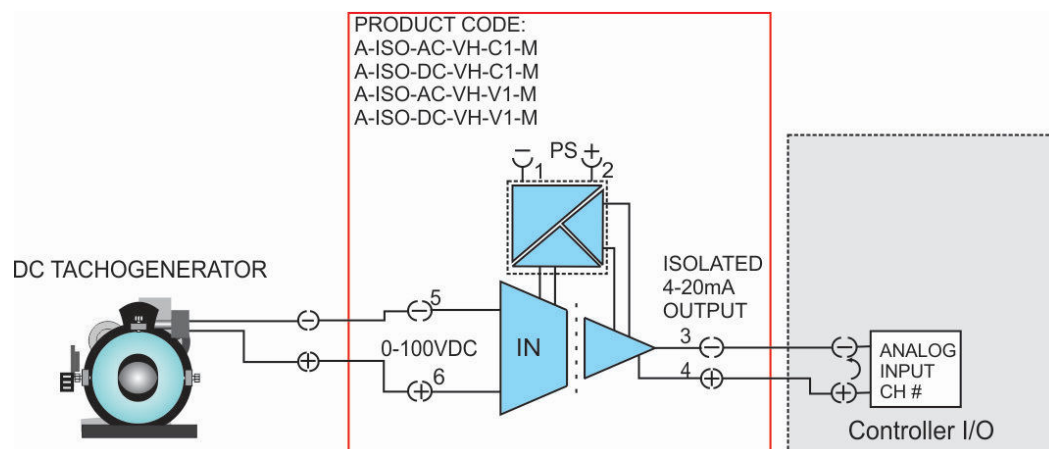 PRODUCT CODE:
A-ISO-AC-VH-C1-M
A-ISO-DC-VH-C1-M
A-ISO-AC-VH-V1-M
A-ISO-DC-VH-V1-M
− PS +
1 2
DC TACHOGENERATOR
ISOLATED
4-20mA
OUTPUT
− − 5
0-100VDC
IN
+ + 6
3 − −
4 + +
ANALOG
INPUT
CH #
Controller I/O